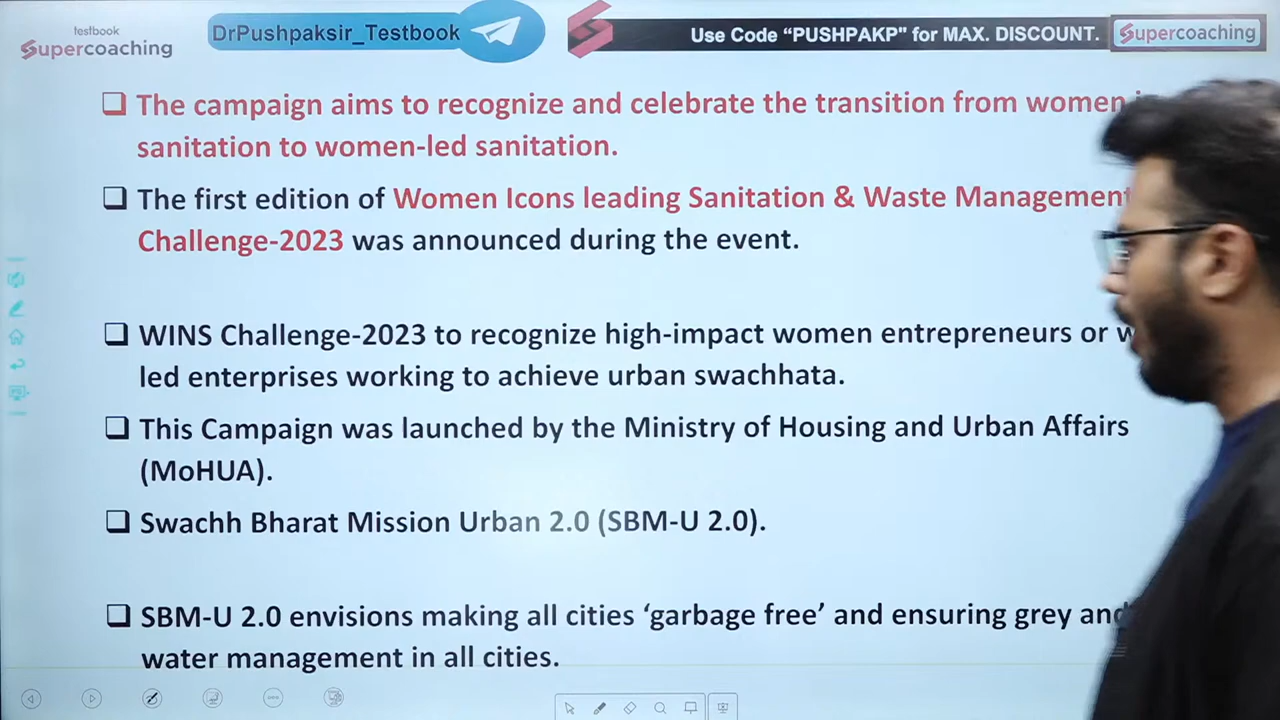 testbook
Supercoaching
DrPushpaksir_Testbook
Use Code “PUSHPAKP" for MAX. DISCOUNT.
Supercoaching
❑ The campaign aims to recognize and celebrate the transition from women
sanitation to women-led sanitation.
❑ The first edition of Women Icons leading Sanitation & Waste Management
Challenge-2023 was announced during the event.
❑ WINS Challenge-2023 to recognize high-impact women entrepreneurs or
led enterprises working to achieve urban swachhata.
❑ This Campaign was launched by the Ministry of Housing and Urban Affairs
(MoHUA).
❑ Swachh Bharat Mission Urban 2.0 (SBM-U 2.0).
❑ SBM-U 2.0 envisions making all cities ‘garbage free’ and ensuring grey and
water management in all cities.